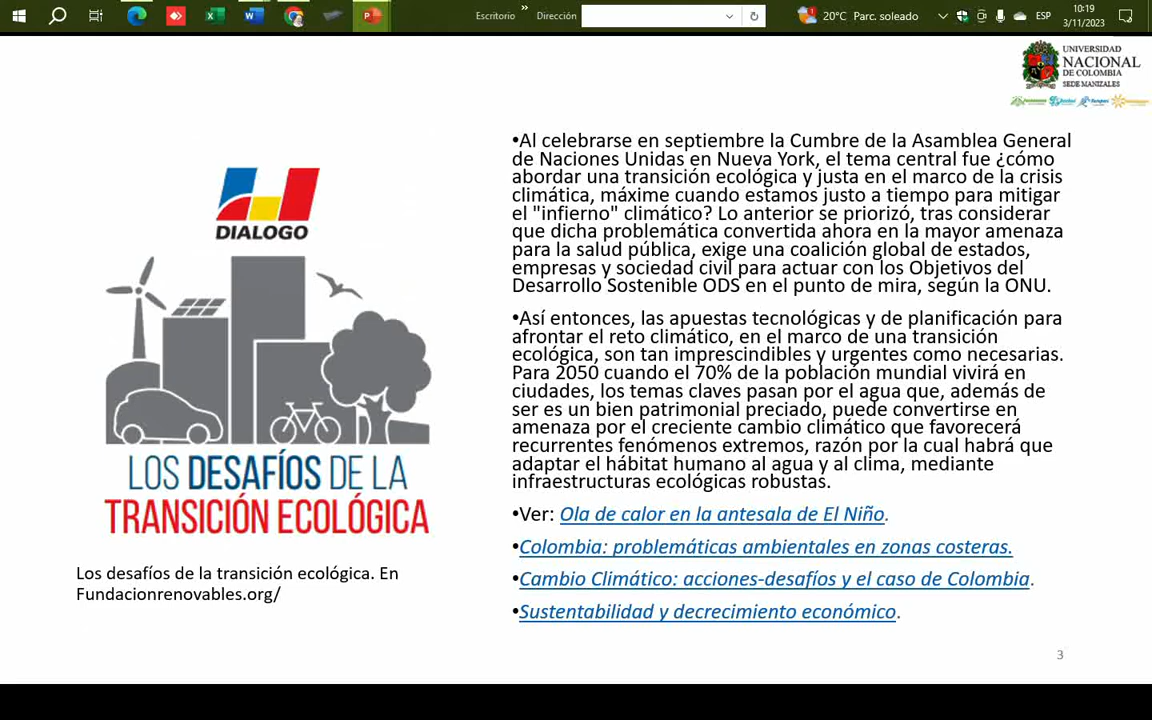 Escritorio
»
Dirección
20°C Parc. soleado
ESP
10:19
3/11/2023
UNIVERSIDAD
NACIONAL
DE COLOMBIA
SEDE MANIZALES
DIALOGO
LOS DESAFÍOS DE LA
TRANSICIÓN ECOLÓGICA
Los desafíos de la transición ecológica. En
Fundacionrenovables.org/
•Al celebrarse en septiembre la Cumbre de la Asamblea General
de Naciones Unidas en Nueva York, el tema central fue ¿cómo
abordar una transición ecológica y justa en el marco de la crisis
climática, máxime cuando estamos justo a tiempo para mitigar
el "infierno" climático? Lo anterior se priorizó, tras considerar
que dicha problemática convertida ahora en la mayor amenaza
para la salud pública, exige una coalición global de estados,
empresas y sociedad civil para actuar con los Objetivos del
Desarrollo Sostenible ODS en el punto de mira, según la ONU.
•Así entonces, las apuestas tecnológicas y de planificación para
afrontar el reto climático, en el marco de una transición
ecológica, son tan imprescindibles y urgentes como necesarias.
Para 2050 cuando el 70% de la población mundial vivirá en
ciudades, los temas claves pasan por el agua que, además de
ser es un bien patrimonial preciado, puede convertirse en
amenaza por el creciente cambio climático que favorecerá
recurrentes fenómenos extremos, razón por la cual habrá que
adaptar el hábitat humano al agua y al clima, mediante
infraestructuras ecológicas robustas.
•Ver: Ola de calor en la antesala de El Niño.
•Colombia: problemáticas ambientales en zonas costeras.
•Cambio Climático: acciones-desafíos y el caso de Colombia.
•Sustentabilidad y decrecimiento económico.
3